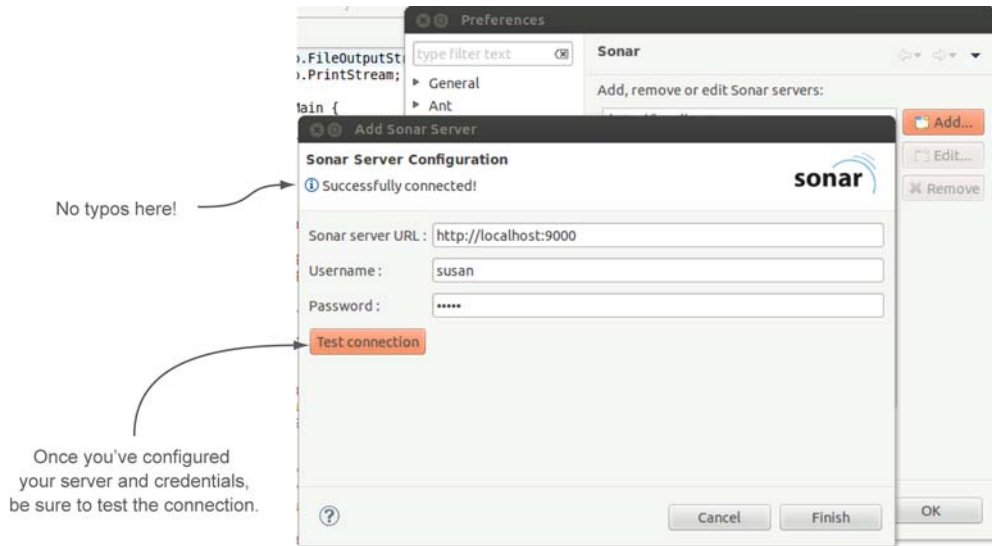 Preferences
o.FileOutputSt
o.PrintStream;
Main {
type filter text
General
Ant
Sonar
Add, remove or edit Sonar servers:
Add...
Edit...
Remove
Add Sonar Server
Sonar Server Configuration
Successfully connected!
sonar
No typos here!
Sonar server URL : http://localhost:9000
Username : susan
Password : •••••
Test connection
Once you've configured
your server and credentials,
be sure to test the connection.
?
Cancel
Finish
OK